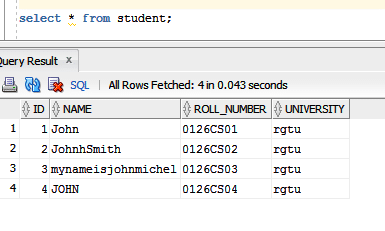 select * from student;
Query Result ×
SQL | All Rows Fetched: 4 in 0.043 seconds
ID NAME ROLL_NUMBER UNIVERSITY
1 1 John 0126CS01 rgtu
2 2 JohnhSmith 0126CS02 rgtu
3 3 mynameisjohnmichel 0126CS03 rgtu
4 4 JOHN 0126CS04 rgtu